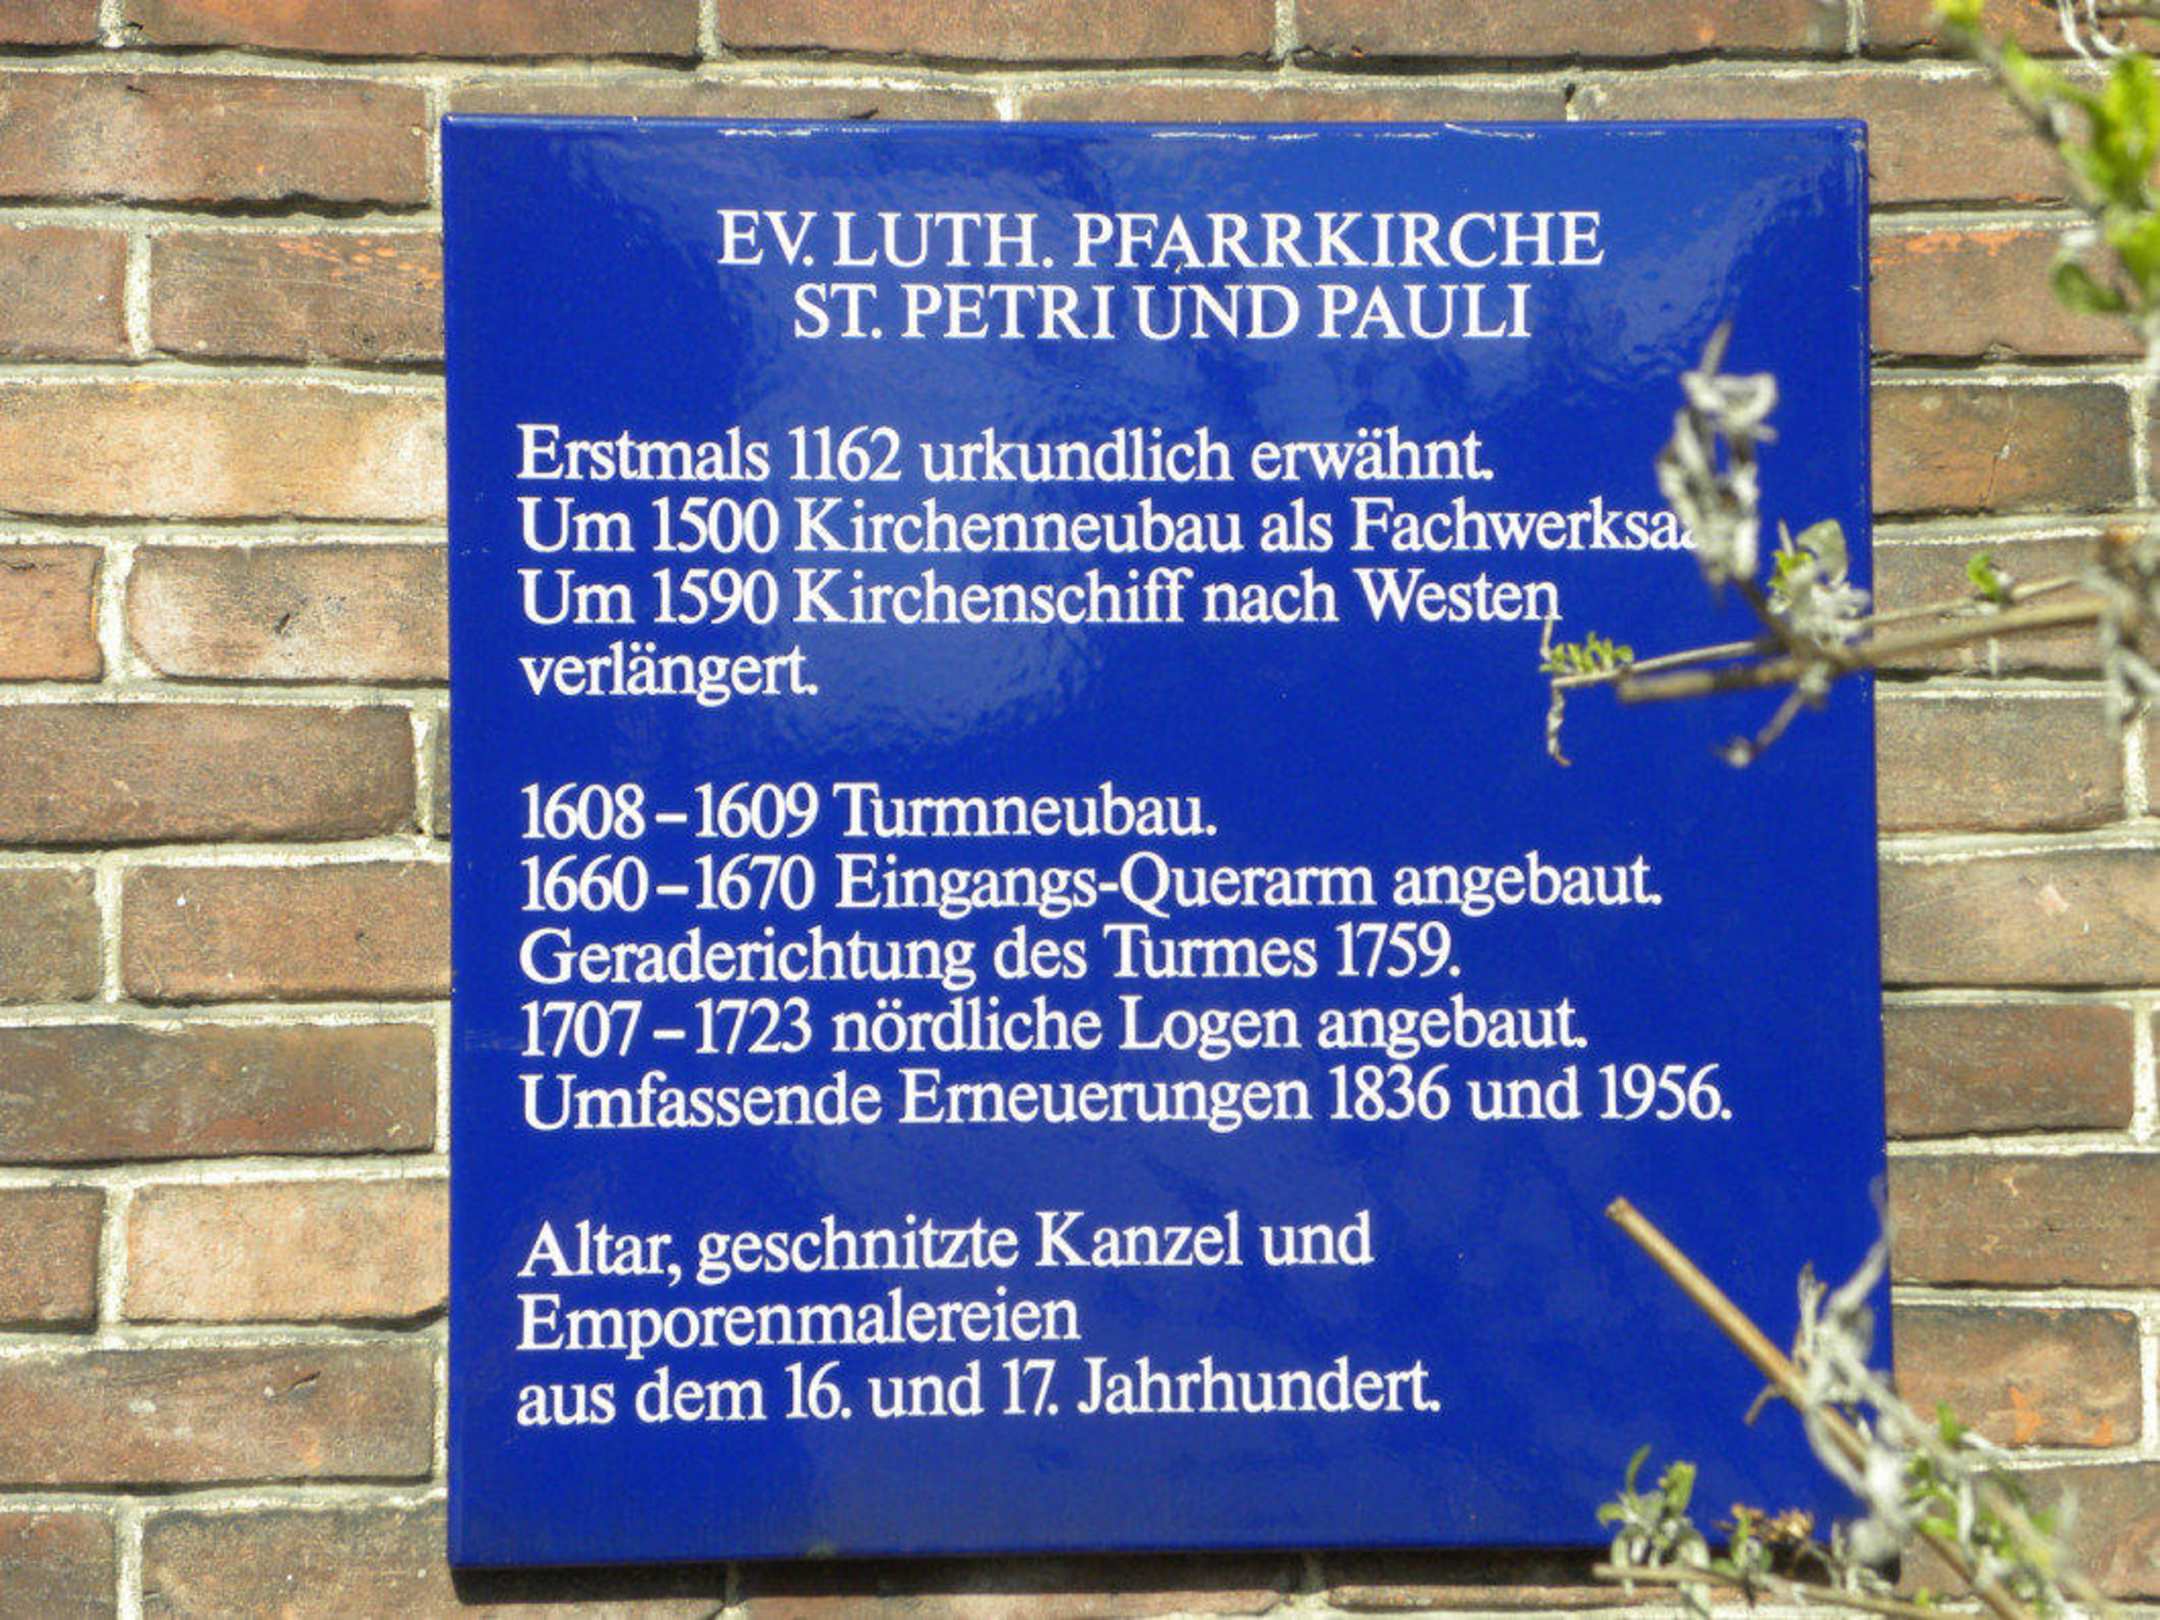 EV. LUTH. PFARRKIRCHE
ST. PETRI UND PAULI
Erstmals 1162 urkundlich erwähnt.
Um 1500 Kirchenneubau als
Um 1590 Kirchenschiff nach Westen
verlängert.
1608 – 1609 Turmneubau.
1660 – 1670 Eingangs-Querarm angebaut.
Geraderichtung des Turmes 1759.
1707 – 1723 nördliche Logen angebaut.
Umfassende Erneuerungen 1836 und 1956.
Altar, geschnitzte Kanzel und
Emporenmalereien
aus dem 16. und 17. Jahrhundert.